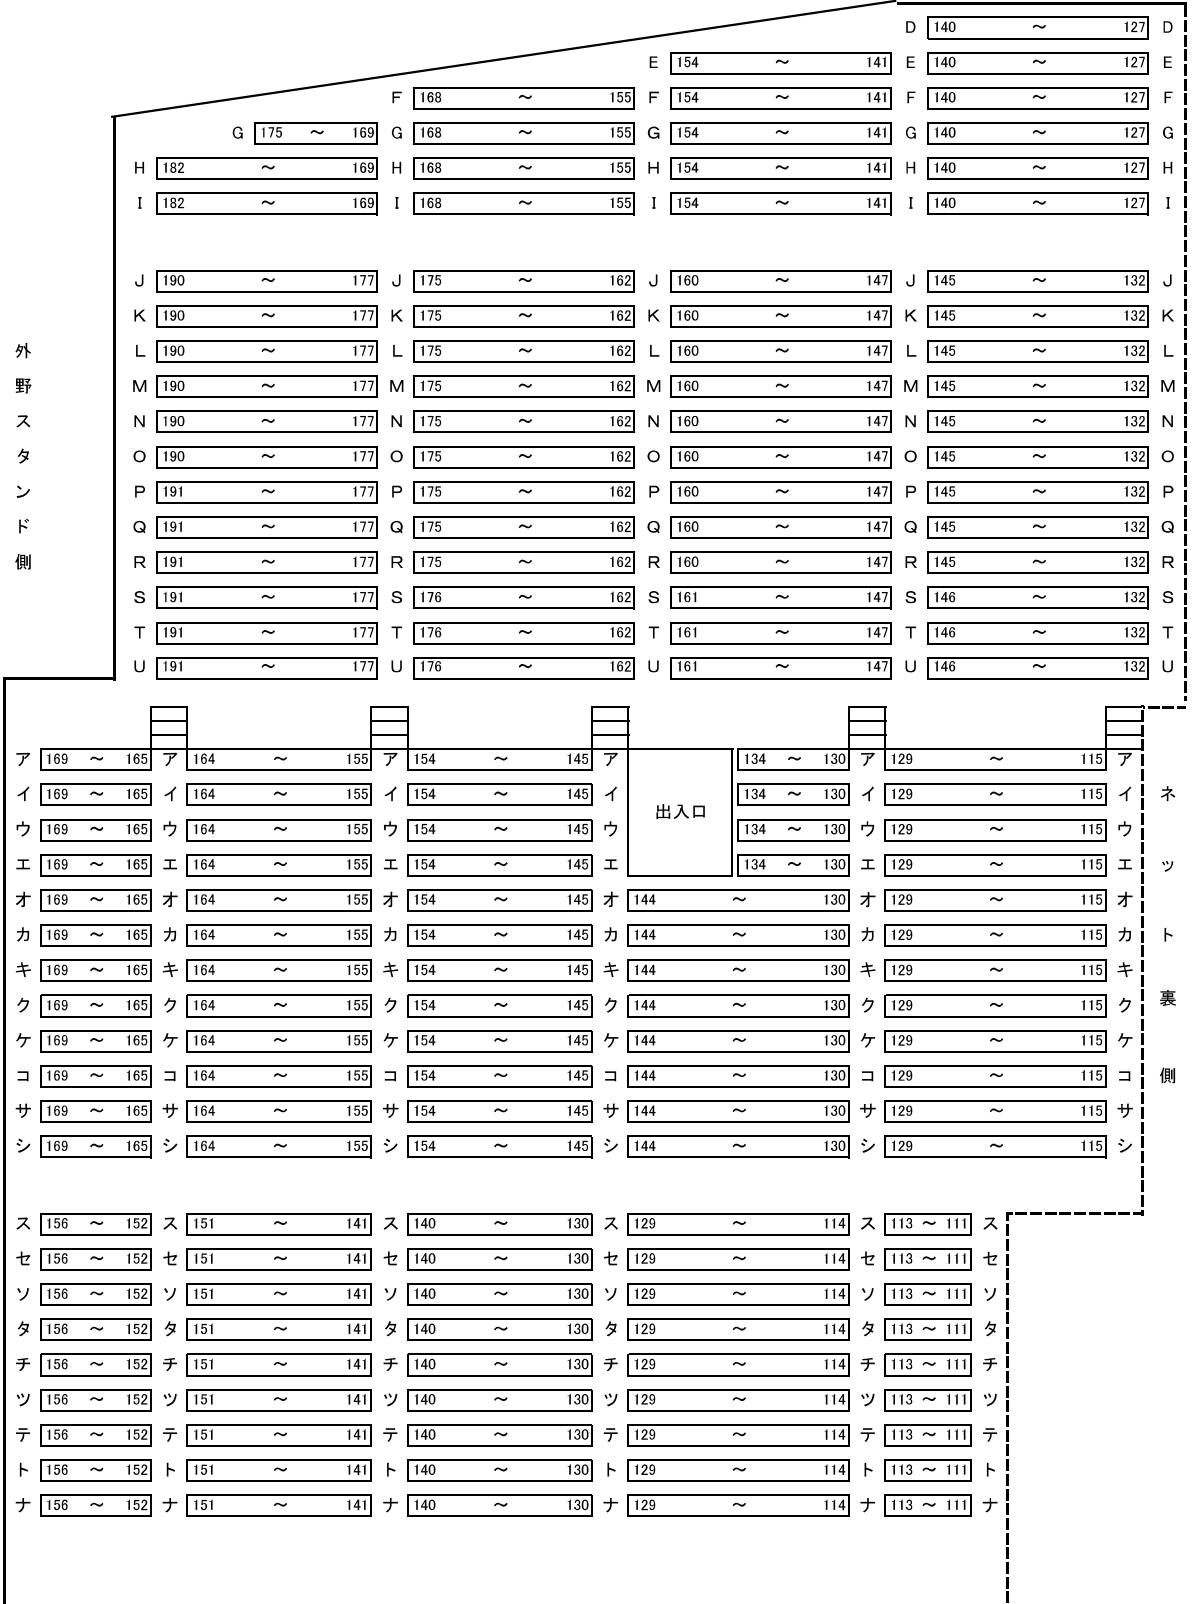 D 140 ～ 127 D
E 154 ～ 141 E 140 ～ 127 E
F 168 ～ 155 F 154 ～ 141 F 140 ～ 127 F
G 175 ～ 169 G 168 ～ 155 G 154 ～ 141 G 140 ～ 127 G
H 182 ～ 169 H 168 ～ 155 H 154 ～ 141 H 140 ～ 127 H
I 182 ～ 169 I 168 ～ 155 I 154 ～ 141 I 140 ～ 127 I
J 190 ～ 177 J 175 ～ 162 J 160 ～ 147 J 145 ～ 132 J
K 190 ～ 177 K 175 ～ 162 K 160 ～ 147 K 145 ～ 132 K
L 190 ～ 177 L 175 ～ 162 L 160 ～ 147 L 145 ～ 132 L
M 190 ～ 177 M 175 ～ 162 M 160 ～ 147 M 145 ～ 132 M
N 190 ～ 177 N 175 ～ 162 N 160 ～ 147 N 145 ～ 132 N
O 190 ～ 177 O 175 ～ 162 O 160 ～ 147 O 145 ～ 132 O
P 191 ～ 177 P 175 ～ 162 P 160 ～ 147 P 145 ～ 132 P
Q 191 ～ 177 Q 175 ～ 162 Q 160 ～ 147 Q 145 ～ 132 Q
R 191 ～ 177 R 175 ～ 162 R 160 ～ 147 R 145 ～ 132 R
S 191 ～ 177 S 176 ～ 162 S 161 ～ 147 S 146 ～ 132 S
T 191 ～ 177 T 176 ～ 162 T 161 ～ 147 T 146 ～ 132 T
U 191 ～ 177 U 176 ～ 162 U 161 ～ 147 U 146 ～ 132 U
外野スタンド側
ア 169 ～ 165 ア 164 ～ 155 ア 154 ～ 145 ア 134 ～ 130 ア 129 ～ 115 ア
イ 169 ～ 165 イ 164 ～ 155 イ 154 ～ 145 イ 134 ～ 130 イ 129 ～ 115 イ
出入口
ウ 169 ～ 165 ウ 164 ～ 155 ウ 154 ～ 145 ウ 134 ～ 130 ウ 129 ～ 115 ウ
エ 169 ～ 165 エ 164 ～ 155 エ 154 ～ 145 エ 134 ～ 130 エ 129 ～ 115 エ
オ 169 ～ 165 オ 164 ～ 155 オ 154 ～ 145 オ 144 ～ 130 オ 129 ～ 115 オ
カ 169 ～ 165 カ 164 ～ 155 カ 154 ～ 145 カ 144 ～ 130 カ 129 ～ 115 カ
キ 169 ～ 165 キ 164 ～ 155 キ 154 ～ 145 キ 144 ～ 130 キ 129 ～ 115 キ
ク 169 ～ 165 ク 164 ～ 155 ク 154 ～ 145 ク 144 ～ 130 ク 129 ～ 115 ク
ケ 169 ～ 165 ケ 164 ～ 155 ケ 154 ～ 145 ケ 144 ～ 130 ケ 129 ～ 115 ケ
コ 169 ～ 165 コ 164 ～ 155 コ 154 ～ 145 コ 144 ～ 130 コ 129 ～ 115 コ
サ 169 ～ 165 サ 164 ～ 155 サ 154 ～ 145 サ 144 ～ 130 サ 129 ～ 115 サ
シ 169 ～ 165 シ 164 ～ 155 シ 154 ～ 145 シ 144 ～ 130 シ 129 ～ 115 シ
ネット裏側
ス 156 ～ 152 ス 151 ～ 141 ス 140 ～ 130 ス 129 ～ 114 ス 113 ～ 111 ス
セ 156 ～ 152 セ 151 ～ 141 セ 140 ～ 130 セ 129 ～ 114 セ 113 ～ 111 セ
ソ 156 ～ 152 ソ 151 ～ 141 ソ 140 ～ 130 ソ 129 ～ 114 ソ 113 ～ 111 ソ
タ 156 ～ 152 タ 151 ～ 141 タ 140 ～ 130 タ 129 ～ 114 タ 113 ～ 111 タ
チ 156 ～ 152 チ 151 ～ 141 チ 140 ～ 130 チ 129 ～ 114 チ 113 ～ 111 チ
ツ 156 ～ 152 ツ 151 ～ 141 ツ 140 ～ 130 ツ 129 ～ 114 ツ 113 ～ 111 ツ
テ 156 ～ 152 テ 151 ～ 141 テ 140 ～ 130 テ 129 ～ 114 テ 113 ～ 111 テ
ト 156 ～ 152 ト 151 ～ 141 ト 140 ～ 130 ト 129 ～ 114 ト 113 ～ 111 ト
ナ 156 ～ 152 ナ 151 ～ 141 ナ 140 ～ 130 ナ 129 ～ 114 ナ 113 ～ 111 ナ